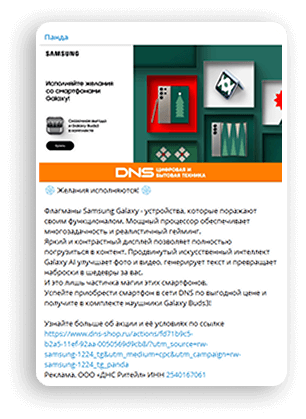 Панда
SAMSUNG
Исполняйте желания
со смартфонами
Galaxy!
DNS ЦИФРОВАЯ И
БЫТОВАЯ ТЕХНИКА
Желания исполняются!
Флагманы Samsung Galaxy - устройства, которые поражают
своим функционалом. Мощный процессор обеспечивает
многозадачность и реалистичный гейминг.
Яркий и контрастный дисплей позволяет полностью
погрузиться в контент. Продвинутый искусственный интеллект
Galaxy AI улучшает фото и видео, генерирует текст и превращает
наброски в шедевры за вас.
И это лишь частичка магии этих смартфонов.
Успейте приобрести смартфон в сети DNS по выгодной цене и
получите в комплекте наушники Galaxy Buds3!
Узнайте больше об акции и её условиях по ссылке
https://www.dns-shop.ru/actions/fd71b9c5-
b2a5-11ef-92aa-0050569d9cb8/?utm_source=rw-
samsung-1224_tg&utm_medium=cpc&utm_campaign=rw-
samsung-1224_tg_panda
Реклама. ООО «ДНС Ритейл» ИНН 2540167061